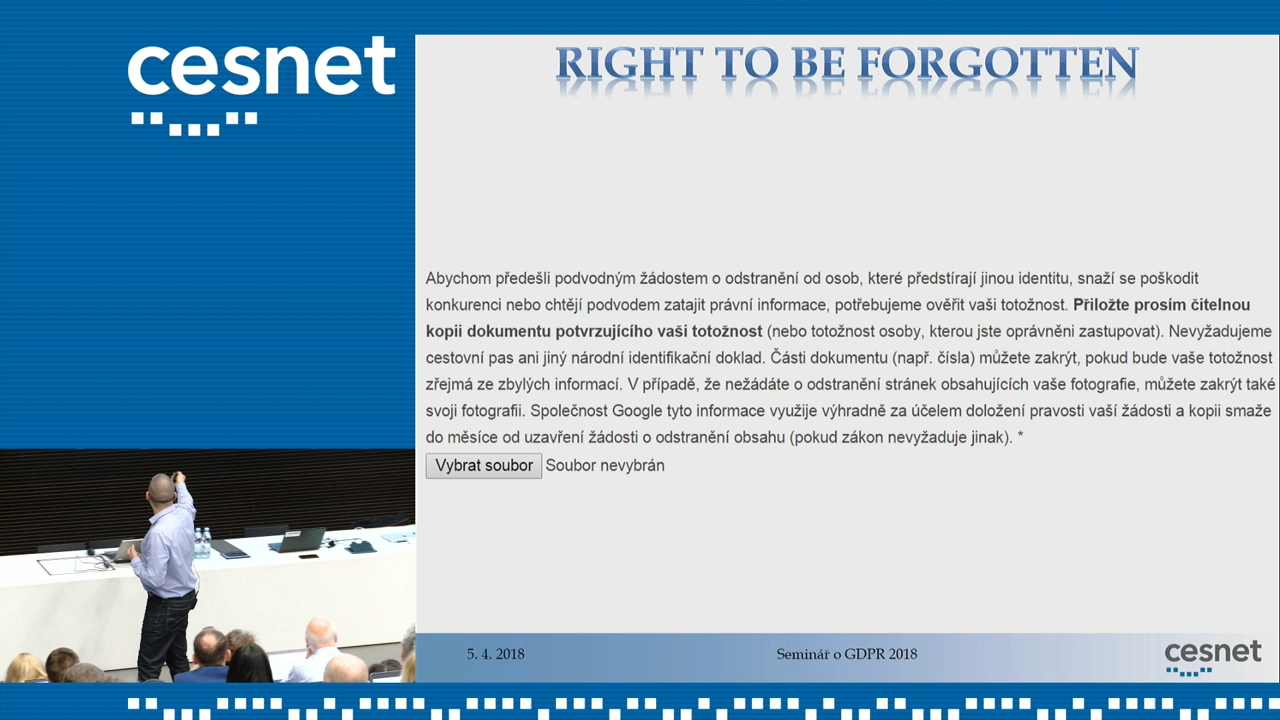 cesnet
RIGHT TO BE FORGOTTEN
Abychom předešli podvodným žádostem o odstranění od osob, které předstírají jinou identitu, snaží se poškodit
konkurenci nebo chtějí podvodem zatajit právní informace, potřebujeme ověřit vaši totožnost. Přiložte prosím čitelnou
kopii dokumentu potvrzujícího vaši totožnost (nebo totožnost osoby, kterou jste oprávněni zastupovat). Nevyžadujeme
cestovní pas ani jiný národní identifikační doklad. Části dokumentu (např. čísla) můžete zakrýt, pokud bude vaše totožnost
zřejmá ze zbylých informací. V případě, že nežádáte o odstranění stránek obsahujících vaše fotografie, můžete zakrýt také
svoji fotografii. Společnost Google tyto informace využije výhradně za účelem doložení pravosti vaší žádosti a kopii smaže
do měsíce od uzavření žádosti o odstranění obsahu (pokud zákon nevyžaduje jinak). *
Vybrat soubor Soubor nevybrán
5. 4. 2018
Seminář o GDPR 2018
cesnet